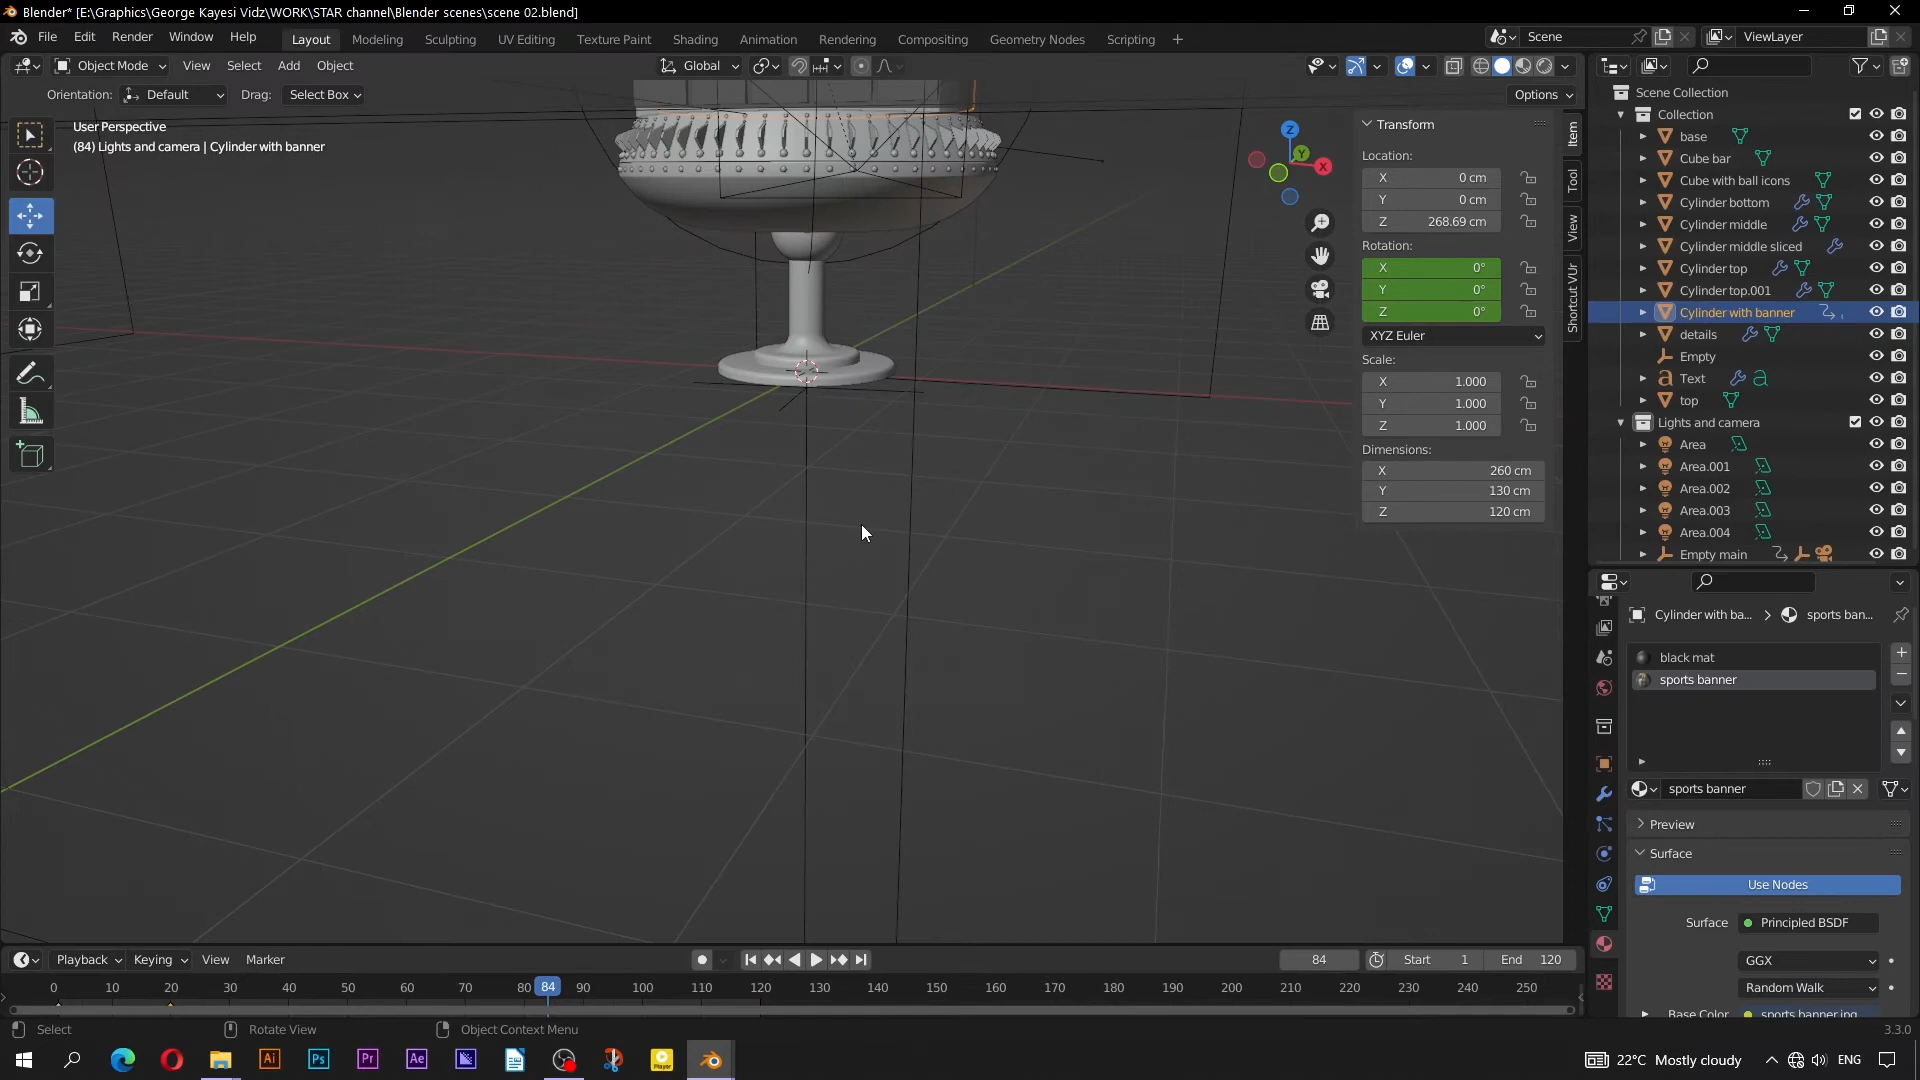 Blender* [E:\Graphics\George Kayesi Vidz\WORK\STAR channel\Blender scenes\scene 02.blend]
File Edit Render Window Help Layout Modeling Sculpting UV Editing Texture Paint Shading Animation Rendering Compositing Geometry Nodes Scripting + Scene ViewLayer
Object Mode View Select Add Object Global
Orientation: Default Drag: Select Box Options
User Perspective
(84) Lights and camera | Cylinder with banner
Z
Y
X
Transform
Location:
X 0 cm
Y 0 cm
Z 268.69 cm
Rotation:
X 0°
Y 0°
Z 0°
XYZ Euler
Scale:
X 1.000
Y 1.000
Z 1.000
Dimensions:
X 260 cm
Y 130 cm
Z 120 cm
Item
Tool
View
Shortcut VUr
Scene Collection
Collection
base
Cube bar
Cube with ball icons
Cylinder bottom
Cylinder middle
Cylinder middle sliced
Cylinder top
Cylinder top.001
Cylinder with banner
details
Empty
Text
top
Lights and camera
Area
Area.001
Area.002
Area.003
Area.004
Empty main
Cylinder with ba... > sports ban...
black mat
sports banner
sports banner
Preview
Surface
Use Nodes
Surface Principled BSDF
GGX
Random Walk
Base Color sports banner.jpg
Playback Keying View Marker 84 Start 1 End 120
0 10 20 30 40 50 60 70 80 84 90 100 110 120 130 140 150 160 170 180 190 200 210 220 230 240 250
Select Rotate View Object Context Menu 3.3.0
Ai Ps Pr Ae Player 22°C Mostly cloudy ENG